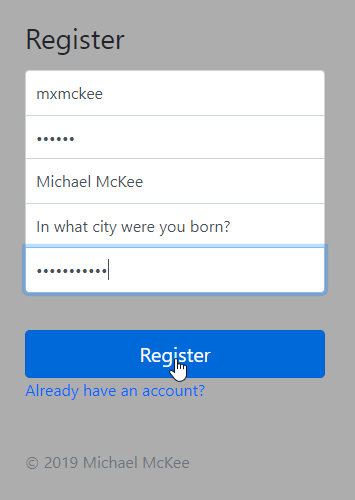 Register
mxmckee
••••••
Michael McKee
In what city were you born?
•••••••••••
Register
Already have an account?
© 2019 Michael McKee